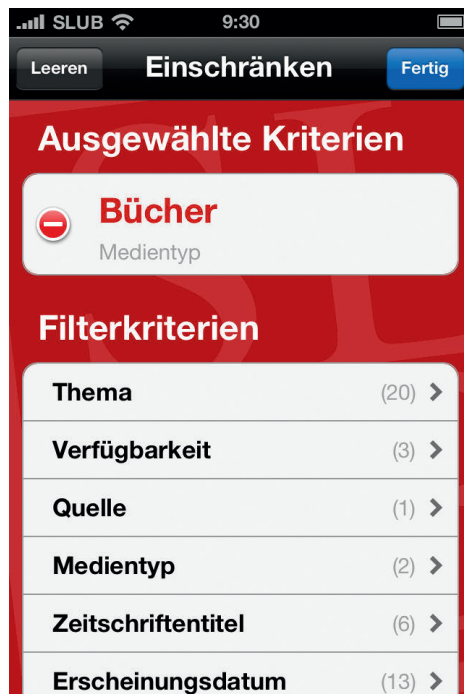 SLUB 9:30
Leeren Einschränken Fertig
Ausgewählte Kriterien
Bücher
Medientyp
Filterkriterien
Thema (20)
Verfügbarkeit (3)
Quelle (1)
Medientyp (2)
Zeitschriftentitel (6)
Erscheinungsdatum (13)